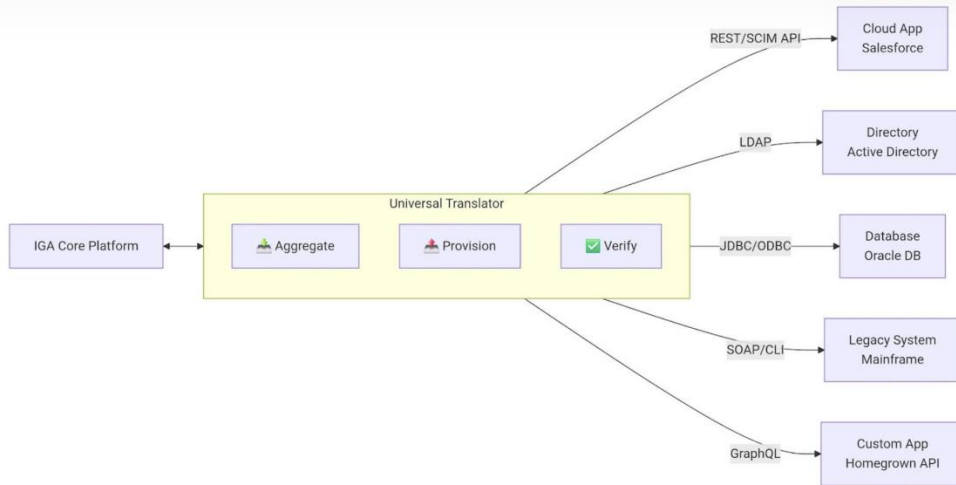 REST/SCIM API
Cloud App
Salesforce
LDAP
Directory
Active Directory
Universal Translator
IGA Core Platform
📥 Aggregate
📤 Provision
✅ Verify
JDBC/ODBC
Database
Oracle DB
SOAP/CLI
Legacy System
Mainframe
GraphQL
Custom App
Homegrown API